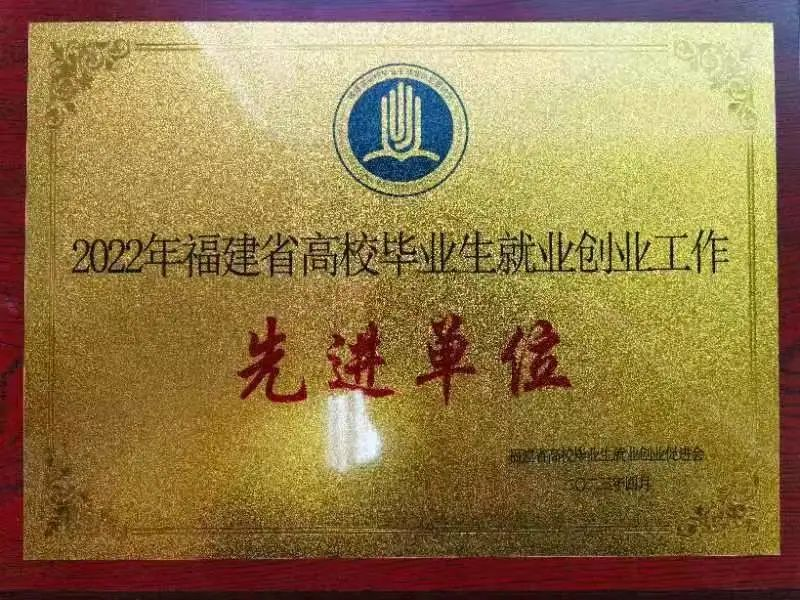 2022年福建省高校毕业生就业创业工作
先进单位
福建省高校毕业生就业创业促进会
二〇二三年四月